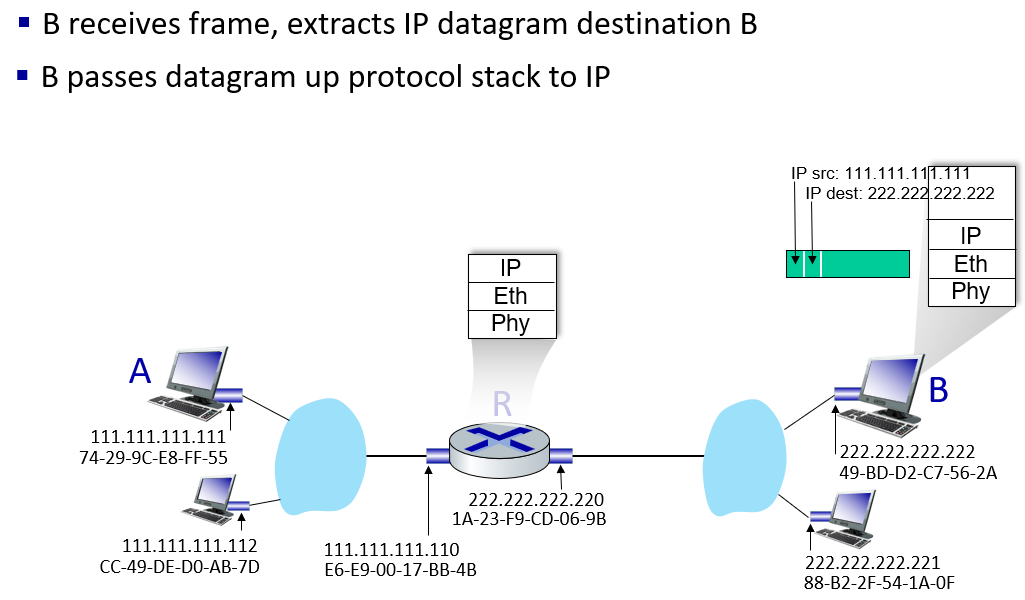 B receives frame, extracts IP datagram destination B
B passes datagram up protocol stack to IP
IP src: 111.111.111.111
IP dest: 222.222.222.222
IP
Eth
Phy
IP
Eth
Phy
A
R
B
111.111.111.111
74-29-9C-E8-FF-55
222.222.222.222
49-BD-D2-C7-56-2A
222.222.222.220
1A-23-F9-CD-06-9B
111.111.111.112
CC-49-DE-D0-AB-7D
111.111.111.110
E6-E9-00-17-BB-4B
222.222.222.221
88-B2-2F-54-1A-0F